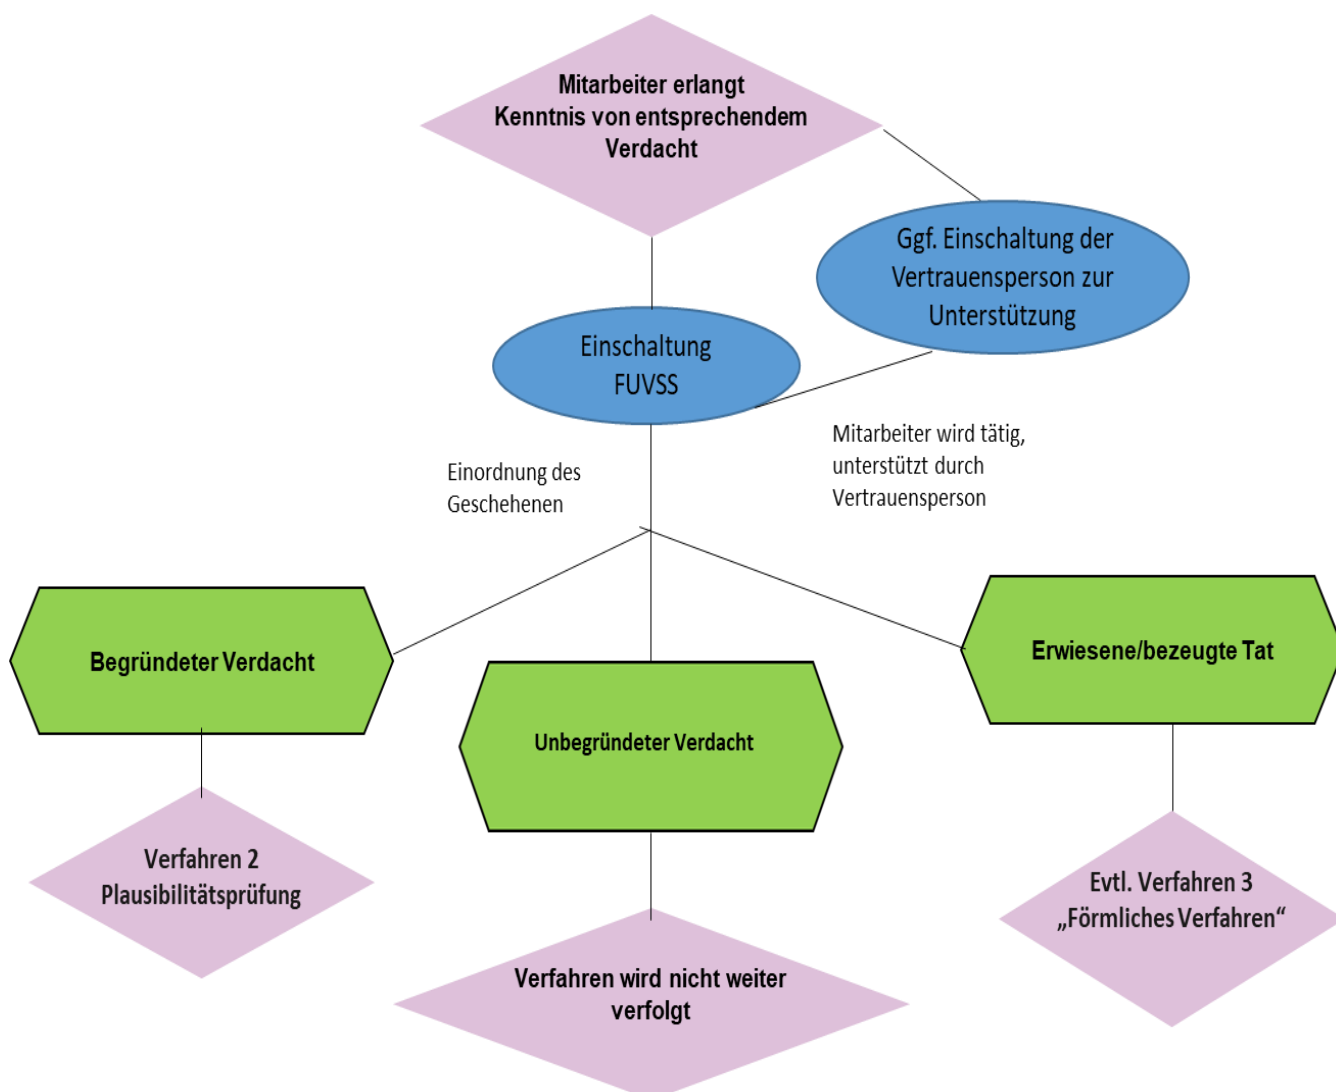 Mitarbeiter erlangt
Kenntnis von entsprechendem
Verdacht
Ggf. Einschaltung der
Vertrauensperson zur
Unterstützung
Einschaltung
FUVSS
Mitarbeiter wird tätig,
unterstützt durch
Vertrauensperson
Einordnung des
Geschehenen
Begründeter Verdacht
Unbegründeter Verdacht
Erwiesene/bezeugte Tat
Verfahren 2
Plausibilitätsprüfung
Verfahren wird nicht weiter
verfolgt
Evtl. Verfahren 3
„Förmliches Verfahren“